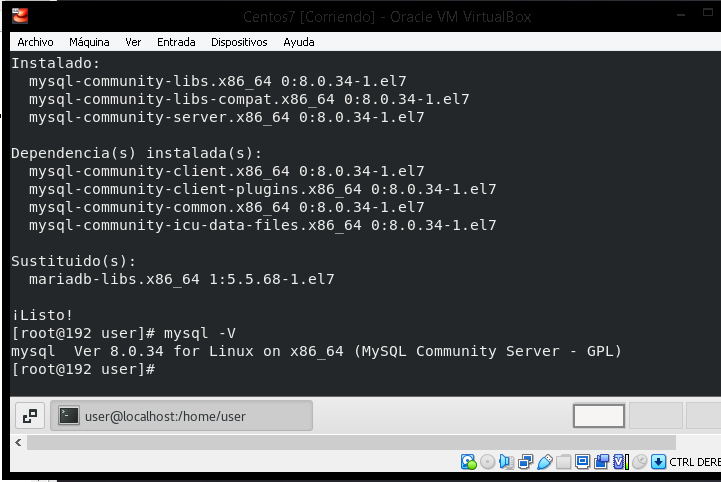 Centos7 [Corriendo] - Oracle VM VirtualBox
Archivo Máquina Ver Entrada Dispositivos Ayuda
Instalado:
  mysql-community-libs.x86_64 0:8.0.34-1.el7
  mysql-community-libs-compat.x86_64 0:8.0.34-1.el7
  mysql-community-server.x86_64 0:8.0.34-1.el7
Dependencia(s) instalada(s):
  mysql-community-client.x86_64 0:8.0.34-1.el7
  mysql-community-client-plugins.x86_64 0:8.0.34-1.el7
  mysql-community-common.x86_64 0:8.0.34-1.el7
  mysql-community-icu-data-files.x86_64 0:8.0.34-1.el7
Sustituido(s):
  mariadb-libs.x86_64 1:5.5.68-1.el7
¡Listo!
[root@192 user]# mysql -V
mysql  Ver 8.0.34 for Linux on x86_64 (MySQL Community Server - GPL)
[root@192 user]#
user@localhost:/home/user
CTRL DERE